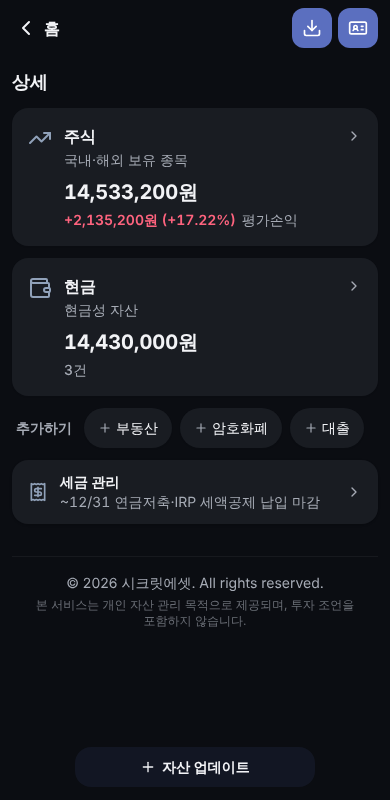 홈
상세
주식
국내·해외 보유 종목
14,533,200원
+2,135,200원 (+17.22%) 평가손익
현금
현금성 자산
14,430,000원
3건
추가하기 + 부동산 + 암호화폐 + 대출
세금 관리
~12/31 연금저축·IRP 세액공제 납입 마감
© 2026 시크릿에셋. All rights reserved.
본 서비스는 개인 자산 관리 목적으로 제공되며, 투자 조언을
포함하지 않습니다.
+ 자산 업데이트